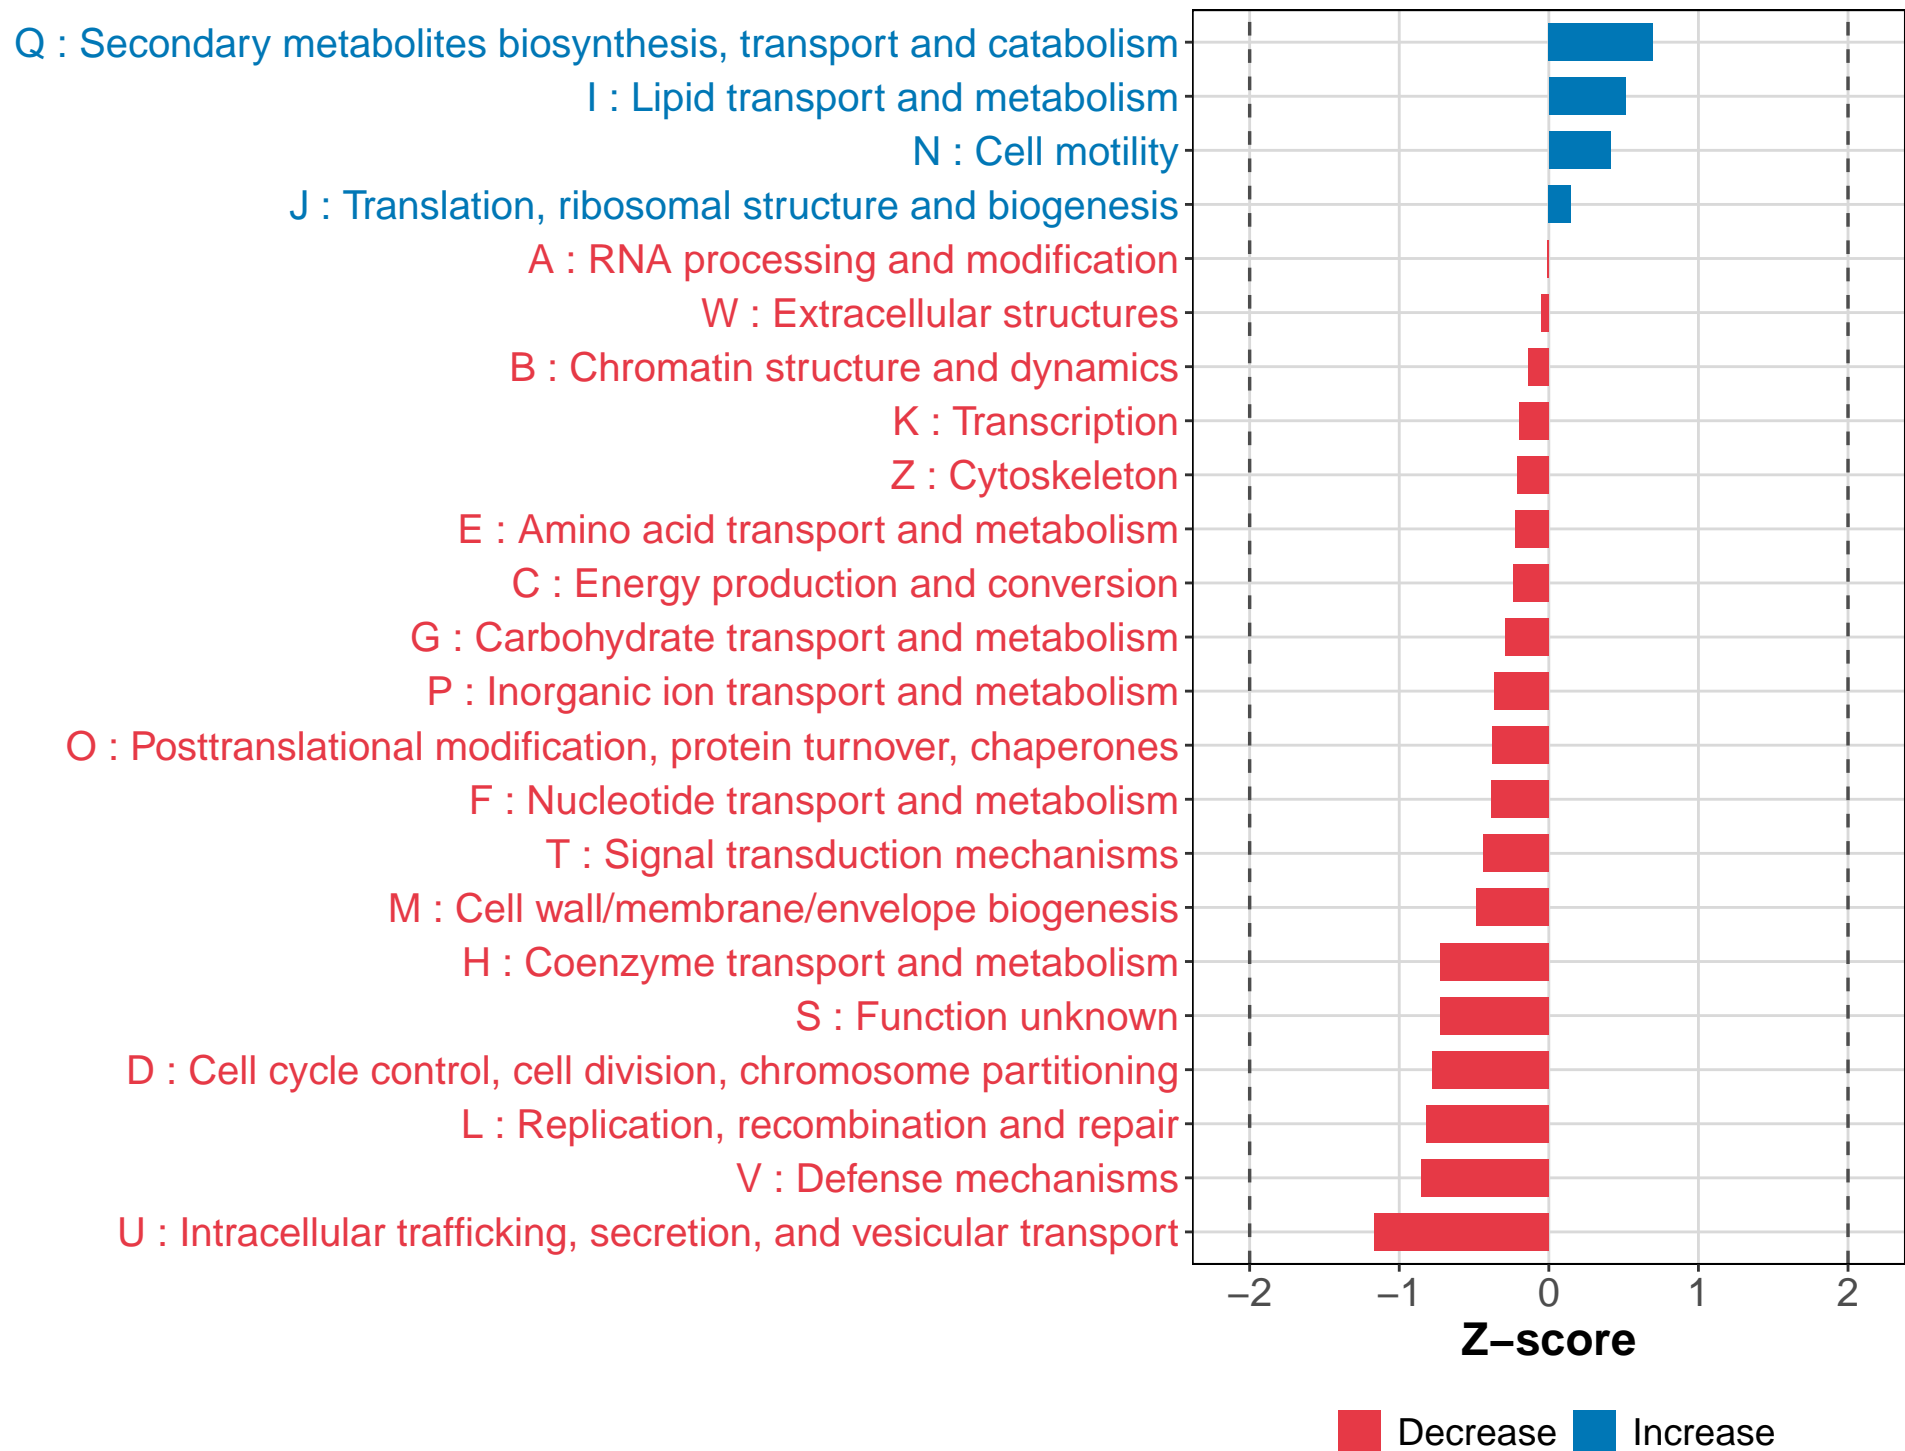 Q : Secondary metabolites biosynthesis, transport and catabolism
I : Lipid transport and metabolism
N : Cell motility
J : Translation, ribosomal structure and biogenesis
A : RNA processing and modification
W : Extracellular structures
B : Chromatin structure and dynamics
K : Transcription
Z : Cytoskeleton
E : Amino acid transport and metabolism
C : Energy production and conversion
G : Carbohydrate transport and metabolism
P : Inorganic ion transport and metabolism
O : Posttranslational modification, protein turnover, chaperones
F : Nucleotide transport and metabolism
T : Signal transduction mechanisms
M : Cell wall/membrane/envelope biogenesis
H : Coenzyme transport and metabolism
S : Function unknown
D : Cell cycle control, cell division, chromosome partitioning
L : Replication, recombination and repair
V : Defense mechanisms
U : Intracellular trafficking, secretion, and vesicular transport
−2 −1 0 1 2
Z−score
Decrease Increase